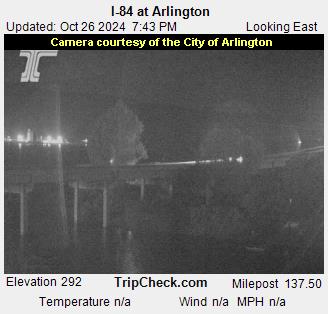 I-84 at Arlington
Updated: Oct 26 2024 7:43 PM Looking East
Camera courtesy of the City of Arlington
Elevation 292 TripCheck.com Milepost 137.50
Temperature n/a Wind n/a MPH n/a